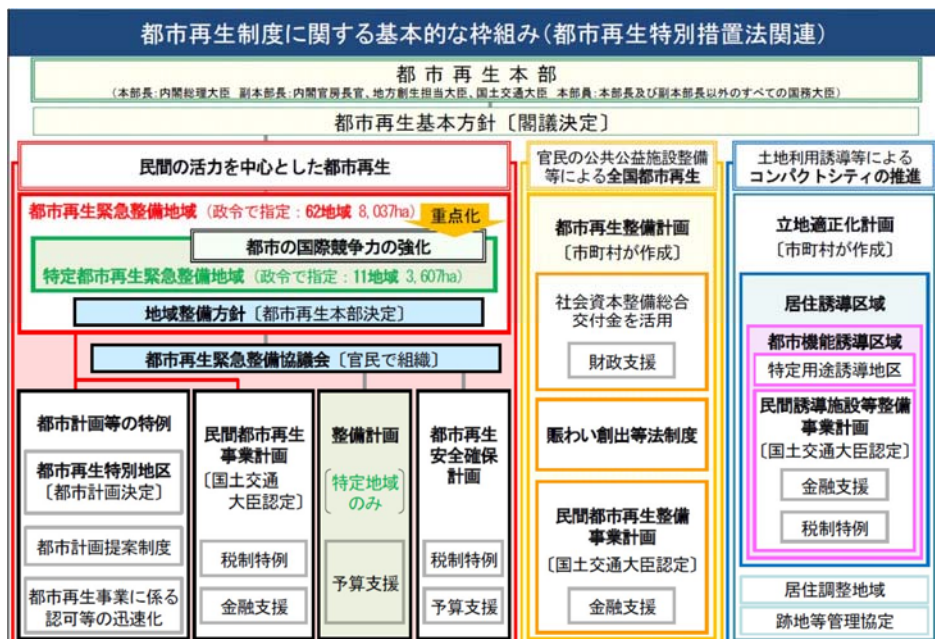 都市再生制度に関する基本的な枠組み(都市再生特別措置法関連)
都市再生本部
(本部長:内閣総理大臣 副本部長:内閣官房長官、地方創生担当大臣、国土交通大臣 本部員:本部長及び副本部長以外のすべての国務大臣)
都市再生基本方針〔閣議決定〕
民間の活力を中心とした都市再生
都市再生緊急整備地域(政令で指定:62地域 8,037ha)
重点化
都市の国際競争力の強化
特定都市再生緊急整備地域(政令で指定:11地域 3,607ha)
地域整備方針〔都市再生本部決定〕
都市再生緊急整備協議会〔官民で組織〕
都市計画等の特例
都市再生特別地区
〔都市計画決定〕
都市計画提案制度
都市再生事業に係る
認可等の迅速化
民間都市再生
事業計画
〔国土交通
大臣認定〕
税制特例
金融支援
整備計画
〔特定地域
のみ〕
予算支援
都市再生
安全確保
計画
税制特例
予算支援
官民の公共公益施設整備
等による全国都市再生
都市再生整備計画
〔市町村が作成〕
社会資本整備総合
交付金を活用
財政支援
賑わい創出等法制度
民間都市再生整備
事業計画
〔国土交通大臣認定〕
金融支援
土地利用誘導等による
コンパクトシティの推進
立地適正化計画
〔市町村が作成〕
居住誘導区域
都市機能誘導区域
特定用途誘導地区
民間誘導施設等整備
事業計画
〔国土交通大臣認定〕
金融支援
税制特例
居住調整地域
跡地等管理協定